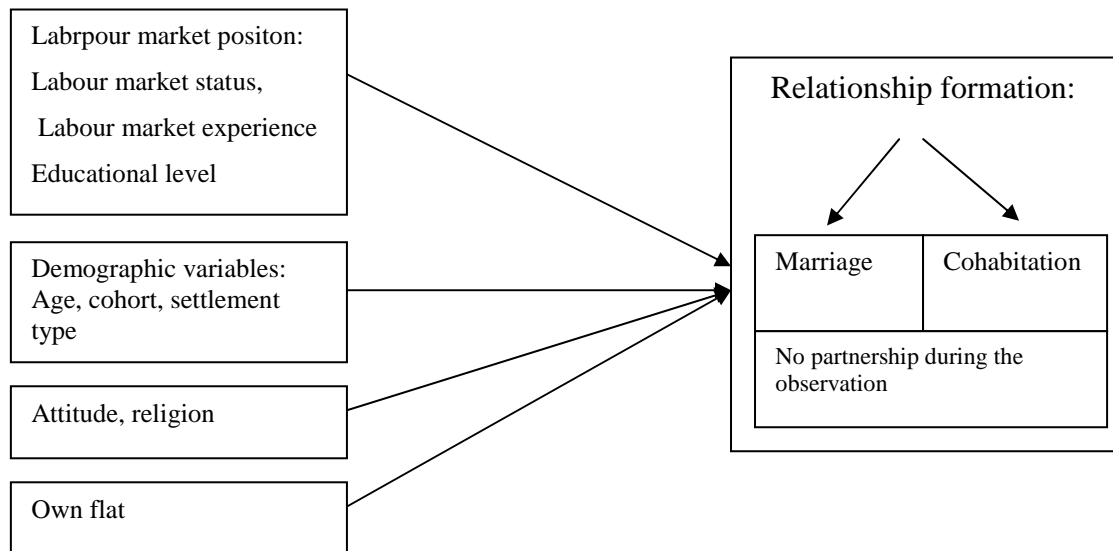 Labrpour market positon:
Labour market status,
Labour market experience
Educational level
Demographic variables:
Age, cohort, settlement
type
Attitude, religion
Own flat
Relationship formation:
Marriage
Cohabitation
No partnership during the
observation